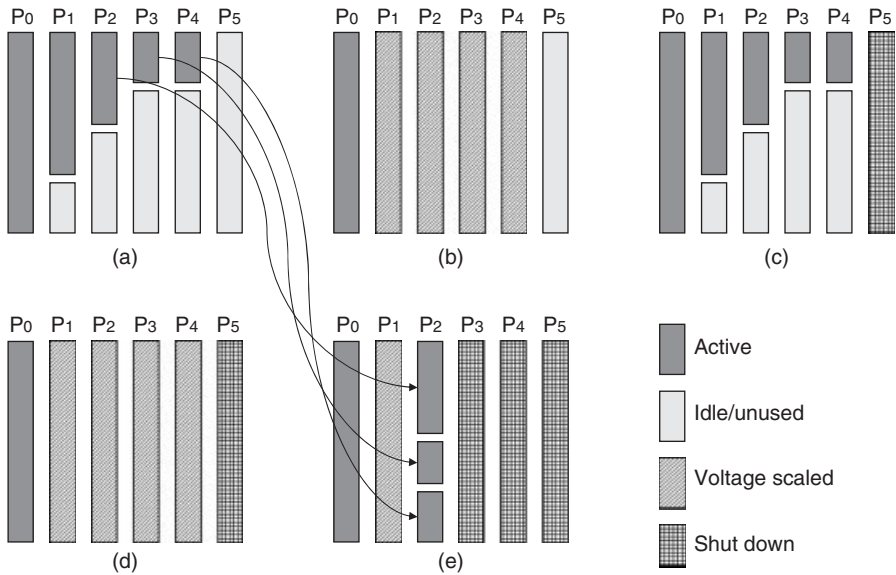 P0 P1 P2 P3 P4 P5
(a)
P0 P1 P2 P3 P4 P5
(b)
P0 P1 P2 P3 P4 P5
(c)
P0 P1 P2 P3 P4 P5
(d)
P0 P1 P2 P3 P4 P5
(e)
Active
Idle/unused
Voltage scaled
Shut down